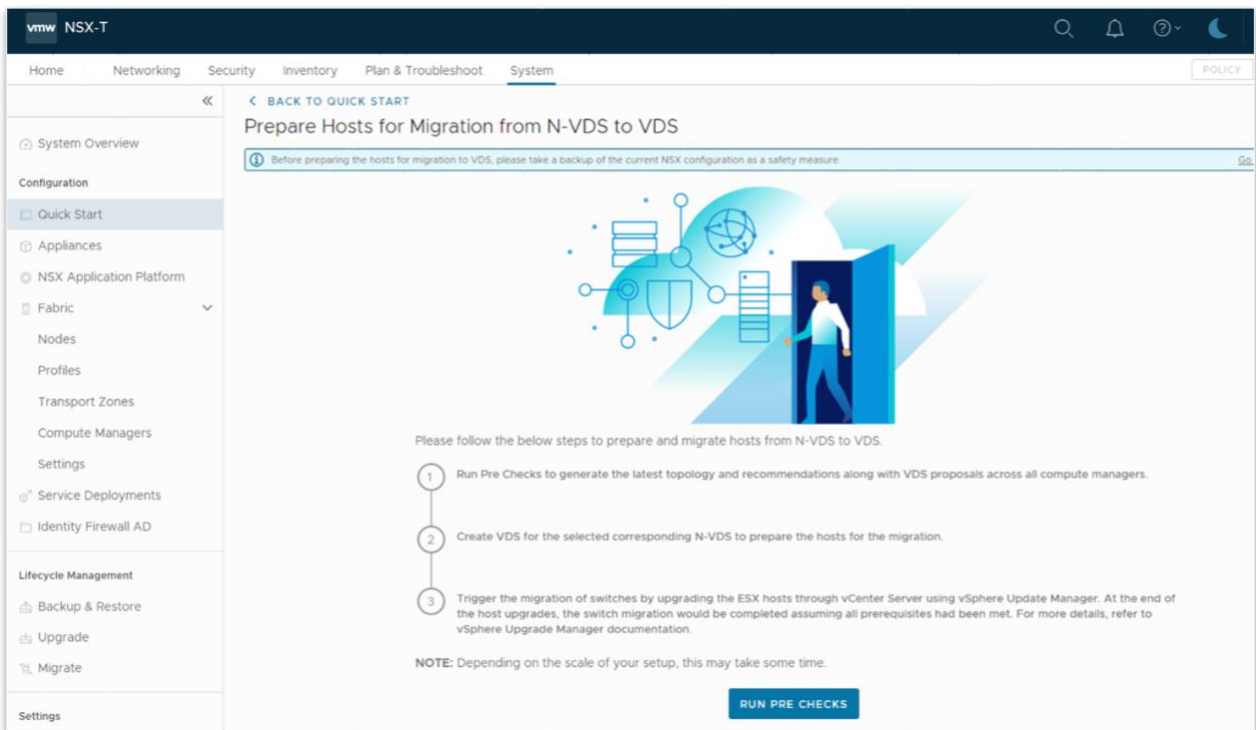 vmw NSX-T
Home Networking Security Inventory Plan & Troubleshoot System
POLICY
BACK TO QUICK START
Prepare Hosts for Migration from N-VDS to VDS
Before preparing the hosts for migration to VDS, please take a backup of the current NSX configuration as a safety measure.
Go
System Overview
Configuration
Quick Start
Appliances
NSX Application Platform
Fabric
Nodes
Profiles
Transport Zones
Compute Managers
Settings
Service Deployments
Identity Firewall AD
Lifecycle Management
Backup & Restore
Upgrade
Migrate
Settings
Please follow the below steps to prepare and migrate hosts from N-VDS to VDS.
1 Run Pre Checks to generate the latest topology and recommendations along with VDS proposals across all compute managers.
2 Create VDS for the selected corresponding N-VDS to prepare the hosts for the migration.
3 Trigger the migration of switches by upgrading the ESX hosts through vCenter Server using vSphere Update Manager. At the end of
the host upgrades, the switch migration would be completed assuming all prerequisites had been met. For more details, refer to
vSphere Upgrade Manager documentation.
NOTE: Depending on the scale of your setup, this may take some time.
RUN PRE CHECKS